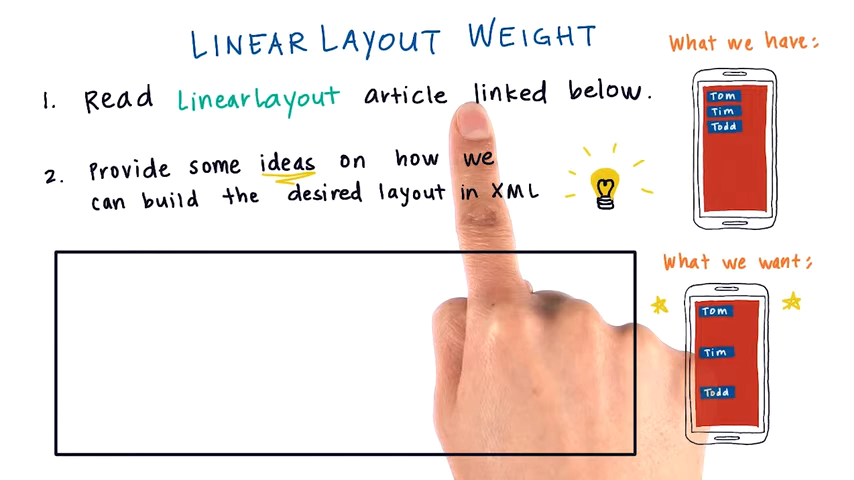 LINEAR LAYOUT WEIGHT
1. Read LinearLayout article linked below.
2. Provide some ideas on how we
can build the desired layout in XML
What we have:
Tom
Tim
Todd
What we want:
Tom
Tim
Todd